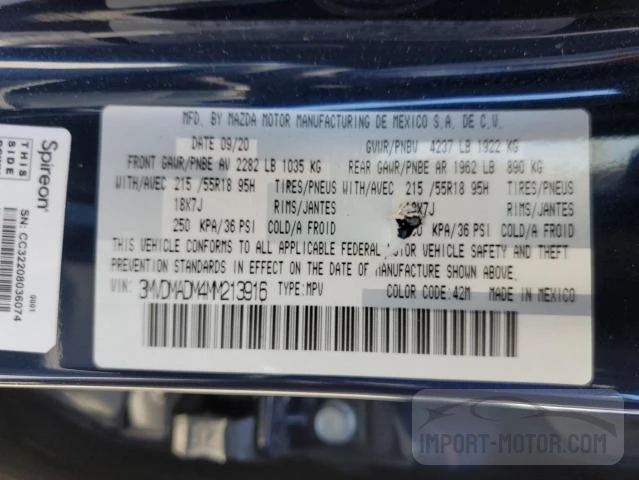 MFD. BY MAZDA MOTOR MANUFACTURING DE MEXICO S.A. DE C.V.
DATE 09/20 GVWR/PNBV 4237 LB 1922 KG
FRONT GAWR/PNBE AV 2282 LB 1035 KG REAR GAWR/PNBE AR 1962 LB 890 KG
WITH/AVEC 215 /55R18 95H TIRES/PNEUS WITH/AVEC 215 /55R18 95H TIRES/PNEUS
18X7J RIMS/JANTES 18X7J RIMS/JANTES
250 KPA/36 PSI COLD/A FROID KPA/36 PSI COLD/A FROID
THIS VEHICLE CONFORMS TO ALL APPLICABLE FEDERAL MOTOR VEHICLE SAFETY AND THEFT
PREVENTION STANDARDS IN EFFECT ON THE DATE OF MANUFACTURE SHOWN ABOVE.
VIN: 3MVDMADM4MM213916 TYPE:MPV COLOR CODE:42M MADE IN MEXICO
Spireon
THIS
SIDE
SN: CC32208036074
0001
IMPORT-MOTOR.COM